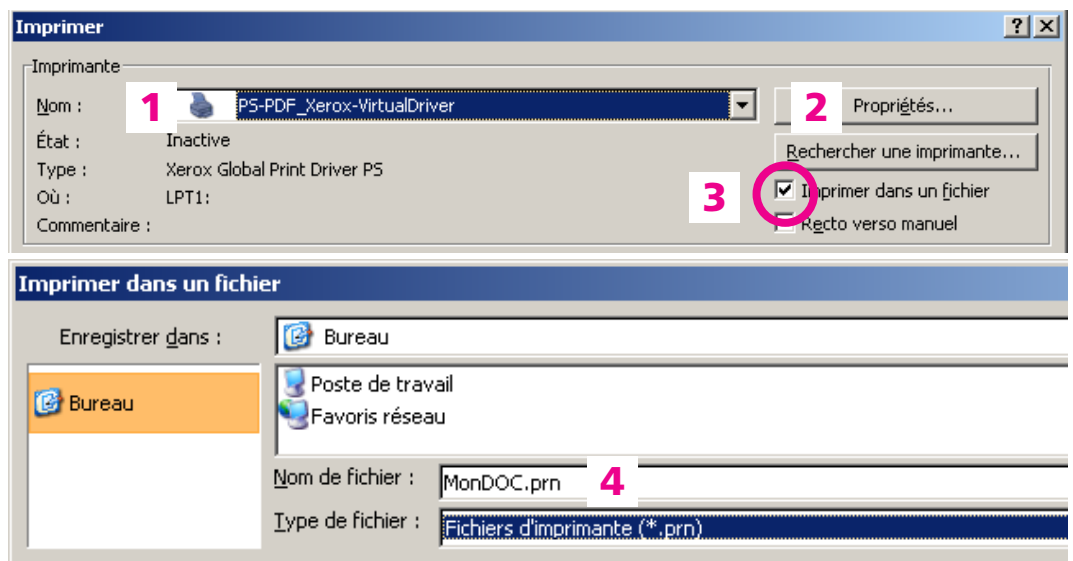 Imprimer
Imprimante
Nom : 1 PS-PDF_Xerox-VirtualDriver 2 Propriétés...
État : Inactive
Rechercher une imprimante...
Type : Xerox Global Print Driver PS
Où : LPT1: 3 Imprimer dans un fichier
Commentaire : Recto verso manuel
Imprimer dans un fichier
Enregistrer dans : Bureau
Bureau
Poste de travail
Favoris réseau
Nom de fichier : MonDOC.prn 4
Type de fichier : Fichiers d'imprimante (*.prn)